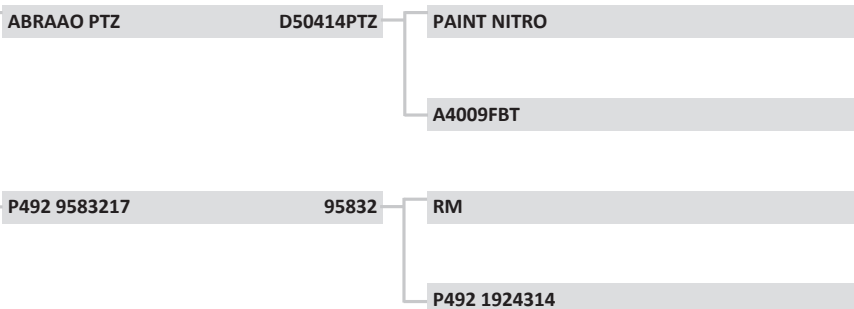 ABRAAO PTZ D50414PTZ PAINT NITRO
A4009FBT
P492 9583217 95832 RM
P492 1924314